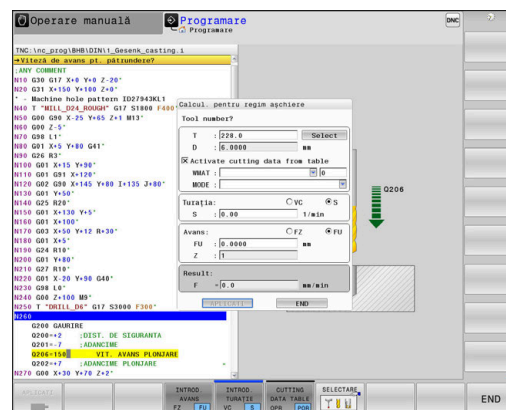 Operare manuală
Programare
Programare
DNC
TNC:\nc_prog\BHB\DIN\1_Gesenk_casting.i
→Viteză de avans pt. pătrundere?
;ANY COMMENT
N10 G30 G17 X+0 Y+0 Z-20*
N20 G31 X+150 Y+100 Z+0*
* - Machine hole pattern ID27943KL1
N40 T "MILL_D24_ROUGH" G17 S1800 F400*
N50 G00 G90 X-25 Y+65 Z+1 M13*
N60 G00 Z-5*
N70 G98 L1*
N80 G01 X+5 Y+80 G41*
N90 G26 R3*
N100 G01 X+15 Y+90*
N110 G01 G91 X+120*
N120 G02 G90 X+145 Y+80 I+135 J+80*
N130 G01 Y+50*
N140 G25 R20*
N150 G01 X+130 Y+5*
N160 G01 X+100*
N170 G03 X+50 Y+12 R+30*
N180 G01 X+5*
N190 G24 R10*
N200 G01 Y+80*
N210 G27 R10*
N220 G01 X-20 Y+90 G40*
N230 G98 L0*
N240 G00 Z+100 M9*
N250 T "DRILL_D6" G17 S3000 F300*
N260
G200 GAURIRE
Q200=+2 ;DIST. DE SIGURANTA
Q201=-7 ;ADANCIME
Q206=150 VIT. AVANS PLONJARE
Q202=+7 ;ADANCIME PLONJARE
N270 G00 X+30 Y+70 Z+2*
Calcul. pentru regim așchiere
Tool number?
T : 228.0 Select
D : 6.0000 mm
Activate cutting data from table
WMAT : 0
MODE :
Turaţia: VC S
S : 0.00 1/min
Avans: FZ FU
FU : 0.0000 mm
Z : 1
Result:
F = 0.0 mm/min
APLICAȚI END
Q206
APLICAȚI
INTROD. AVANS FZ FU
INTROD. TURAȚIE VC S
CUTTING DATA TABLE OPR POR
SELECTARE
END